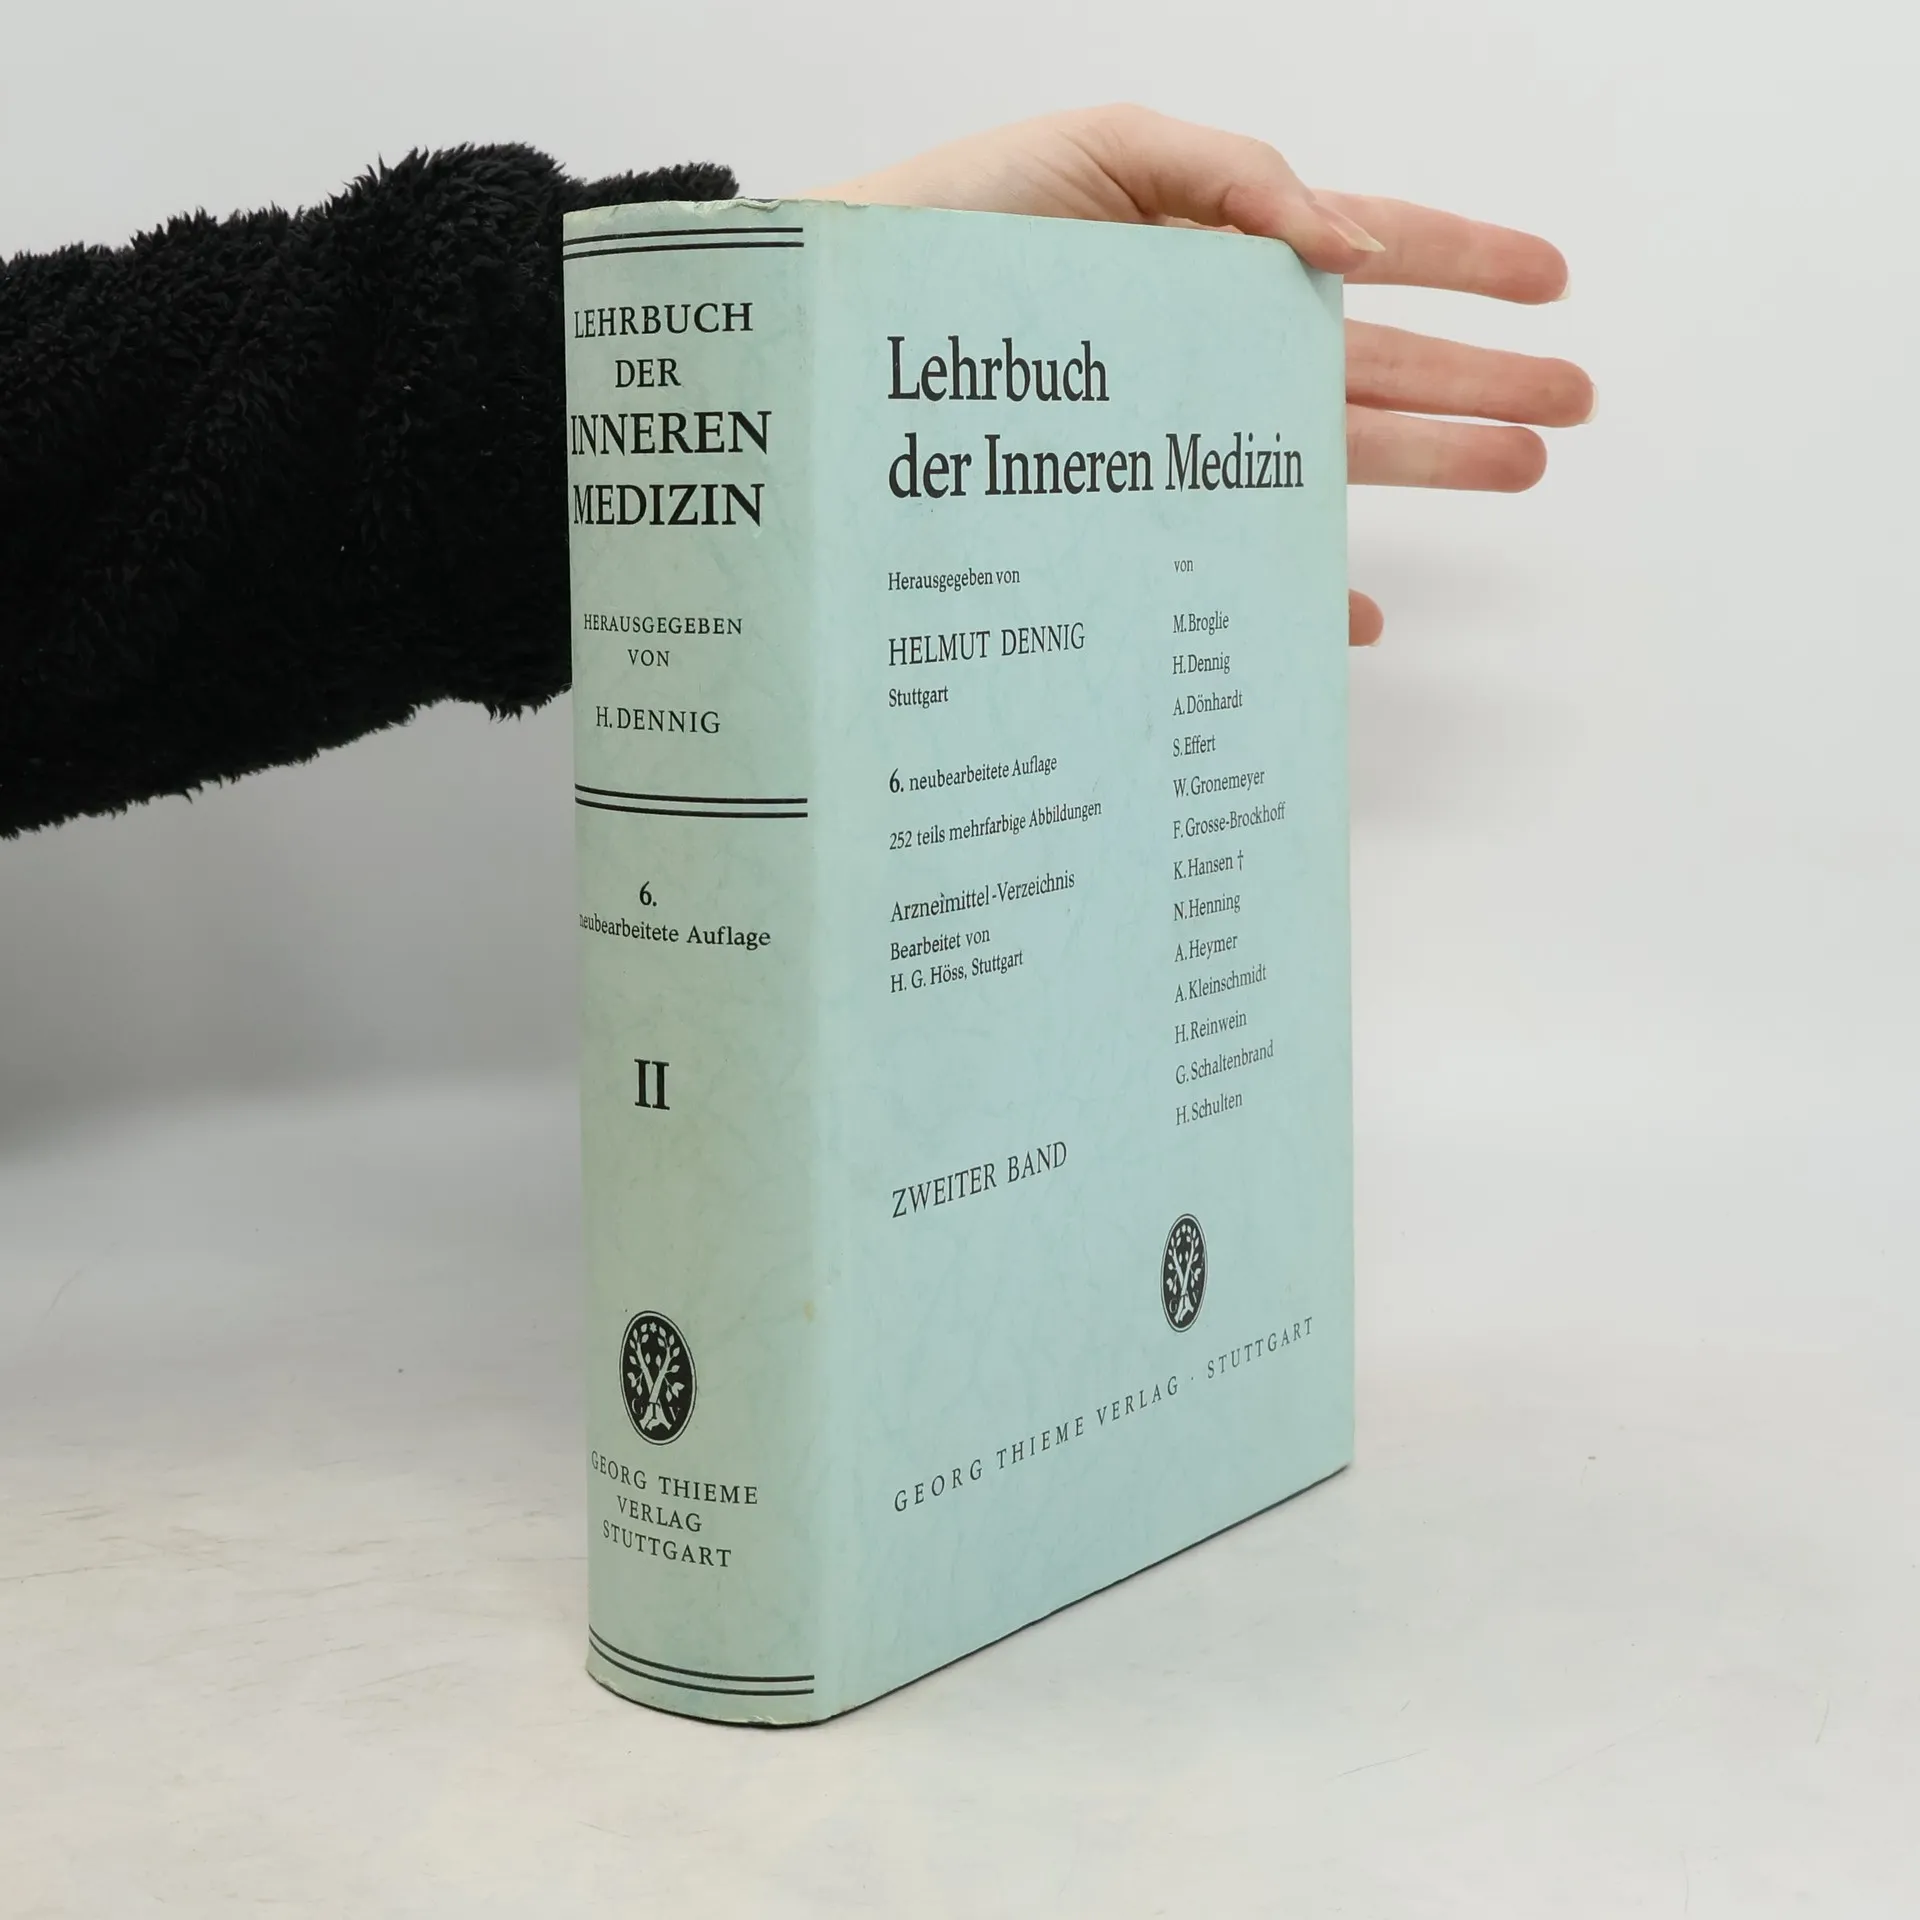 LEHRBUCH
DER
INNEREN
MEDIZIN
HERAUSGEGEBEN
VON
H. DENNIG
6.
neubearbeitete Auflage
II
GTV
GEORG THIEME
VERLAG
STUTTGART
Lehrbuch
der Inneren Medizin
Herausgegeben von
HELMUT DENNIG
Stuttgart
6. neubearbeitete Auflage
252 teils mehrfarbige Abbildungen
Arzneimittel-Verzeichnis
Bearbeitet von
H. G. Höss, Stuttgart
von
M. Broglie
H. Dennig
A. Dönhardt
S. Effert
W. Gronemeyer
F. Grosse-Brockhoff
K. Hansen †
N. Henning
A. Heymer
A. Kleinschmidt
H. Reinwein
G. Schaltenbrand
H. Schulten
ZWEITER BAND
GTV
GEORG THIEME VERLAG · STUTTGART